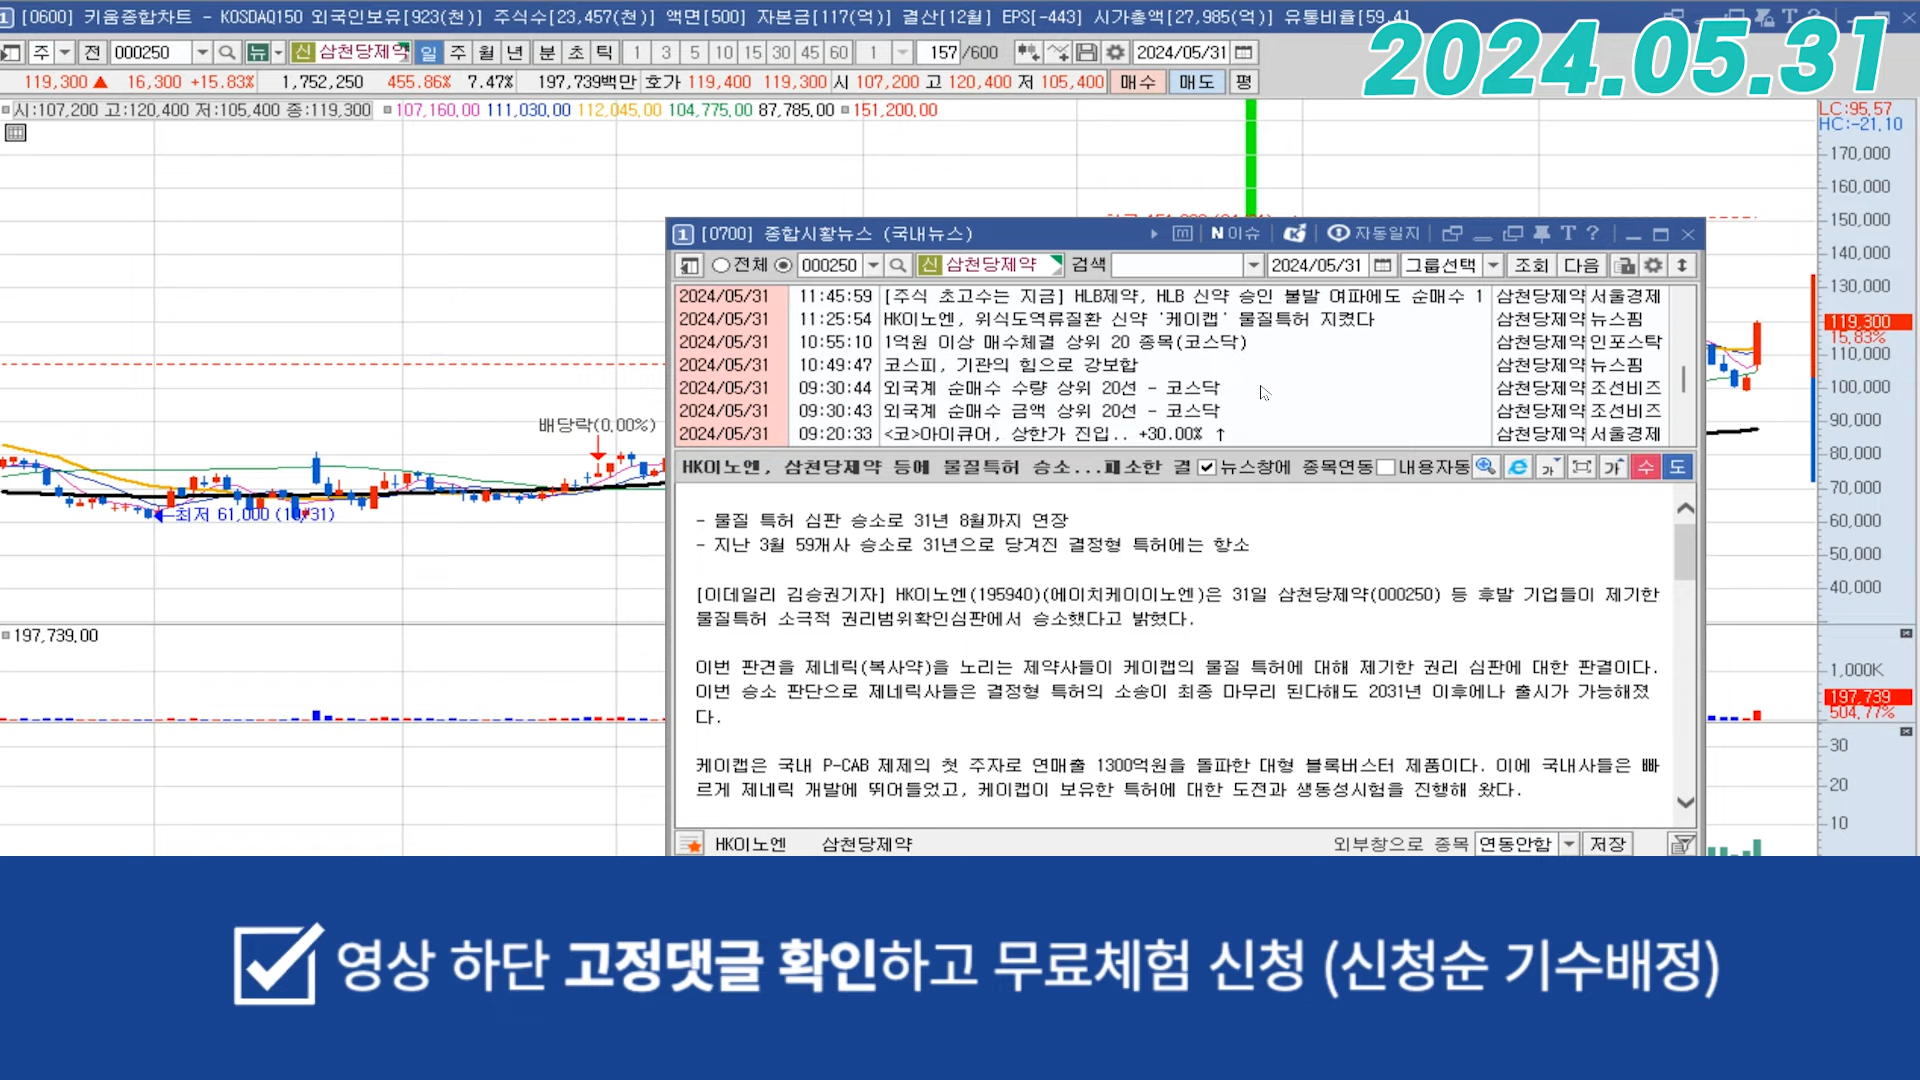 [0600] 키움종합차트 - KOSDAQ150 외국인보유[923(천)] 주식수[23,457(천)] 액면[500] 자본금[117(억)] 결산[12월] EPS[-443] 시가총액[27,985(억)] 유통비율[59,4]
2024.05.31
주 전 000250 뉴 신 삼천당제약 일 주 월 년 분 초 틱 1 3 5 10 15 30 45 60 1 157 /600 2024/05/31
119,300 ▲ 16,300 +15.83% 1,752,250 455.86% 7.47% 197,739백만 호가 119,400 119,300 시 107,200 고 120,400 저 105,400 매수 매도 평
시:107,200 고:120,400 저:105,400 종:119,300 107,160.00 111,030.00 112,045.00 104,775.00 87,785.00 151,200.00
LC:95.57
HC:-21.10
170,000
160,000
150,000
140,000
130,000
119,300
15.83%
110,000
100,000
90,000
80,000
70,000
60,000
50,000
40,000
배당락(0.00%)
최저 61,000 (10/31)
197,739.00
1,000K
197,739
504.77%
30
20
10
1 [0700] 종합시황뉴스 (국내뉴스) N이슈 자동일지 T ?
전체 000250 신 삼천당제약 검색 2024/05/31 그룹선택 조회 다음
2024/05/31 11:45:59 [주식 초고수는 지금] HLB제약, HLB 신약 승인 불발 여파에도 순매수 1 삼천당제약 서울경제
2024/05/31 11:25:54 HK이노엔, 위식도역류질환 신약 '케이캡' 물질특허 지켰다 삼천당제약 뉴스핌
2024/05/31 10:55:10 1억원 이상 매수체결 상위 20 종목(코스닥) 삼천당제약 인포스탁
2024/05/31 10:49:47 코스피, 기관의 힘으로 강보합 삼천당제약 뉴스핌
2024/05/31 09:30:44 외국계 순매수 수량 상위 20선 - 코스닥 삼천당제약 조선비즈
2024/05/31 09:30:43 외국계 순매수 금액 상위 20선 - 코스닥 삼천당제약 조선비즈
2024/05/31 09:20:33 <코>아이큐어, 상한가 진입.. +30.00% ↑ 삼천당제약 서울경제
HK이노엔, 삼천당제약 등에 물질특허 승소...패소한 결 뉴스창에 종목연동 내용자동 가 가 수 도
- 물질 특허 심판 승소로 31년 8월까지 연장
- 지난 3월 59개사 승소로 31년으로 당겨진 결정형 특허에는 항소
[이데일리 김승권기자] HK이노엔(195940)(에이치케이이노엔)은 31일 삼천당제약(000250) 등 후발 기업들이 제기한
물질특허 소극적 권리범위확인심판에서 승소했다고 밝혔다.
이번 판견을 제네릭(복사약)을 노리는 제약사들이 케이캡의 물질 특허에 대해 제기한 권리 심판에 대한 판결이다.
이번 승소 판단으로 제네릭사들은 결정형 특허의 소송이 최종 마무리 된다해도 2031년 이후에나 출시가 가능해졌
다.
케이캡은 국내 P-CAB 제제의 첫 주자로 연매출 1300억원을 돌파한 대형 블록버스터 제품이다. 이에 국내사들은 빠
르게 제네릭 개발에 뛰어들었고, 케이캡이 보유한 특허에 대한 도전과 생동성시험을 진행해 왔다.
HK이노엔 삼천당제약 외부창으로 종목 연동안함 저장
영상 하단 고정댓글 확인하고 무료체험 신청 (신청순 기수배정)